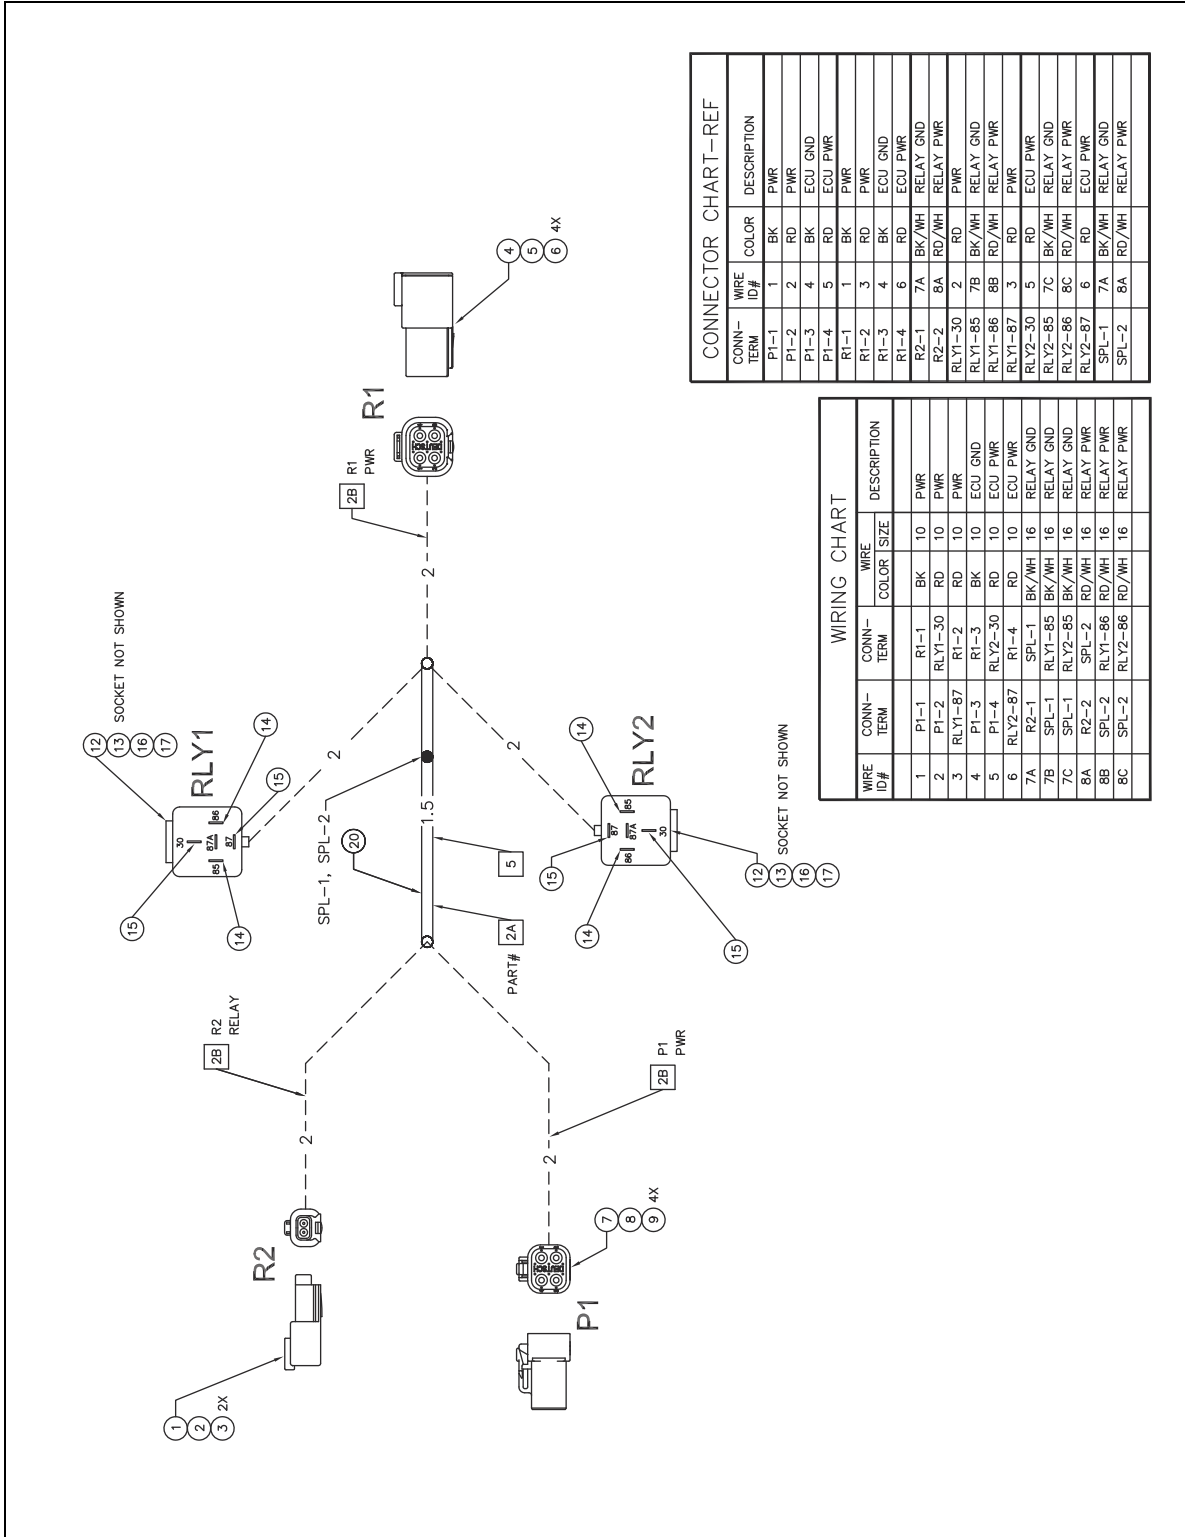 1
2
3 2X
R2
2B R2
RELAY
2
P1
7
8
9 4X
DEUTSCH
2
2B P1
PWR
RLY1
12
13
16
17
SOCKET NOT SHOWN
15
14
30
85 87A 86
87
14
15
2
SPL-1, SPL-2
20
1.5
PART# 2A
5
2
RLY2
14
15
85
87
87A
86
30
14
15
12
13
16
17
SOCKET NOT SHOWN
2
2B R1
PWR
R1
DEUTSCH
4
5
6 4X
WIRING CHART
WIRE ID# CONN-TERM CONN-TERM WIRE COLOR SIZE DESCRIPTION
1 P1-1 R1-1 BK 10 PWR
2 P1-2 RLY1-30 RD 10 PWR
3 RLY1-87 R1-2 RD 10 PWR
4 P1-3 R1-3 BK 10 ECU GND
5 P1-4 RLY2-30 RD 10 ECU PWR
6 RLY2-87 R1-4 RD 10 ECU PWR
7A R2-1 SPL-1 BK/WH 16 RELAY GND
7B SPL-1 RLY1-85 BK/WH 16 RELAY GND
7C SPL-1 RLY2-85 BK/WH 16 RELAY GND
8A R2-2 SPL-2 RD/WH 16 RELAY PWR
8B SPL-2 RLY1-86 RD/WH 16 RELAY PWR
8C SPL-2 RLY2-86 RD/WH 16 RELAY PWR
CONNECTOR CHART-REF
CONN-TERM WIRE ID# COLOR DESCRIPTION
P1-1 1 BK PWR
P1-2 2 RD PWR
P1-3 4 BK ECU GND
P1-4 5 RD ECU PWR
R1-1 1 BK PWR
R1-2 3 RD PWR
R1-3 4 BK ECU GND
R1-4 6 RD ECU PWR
R2-1 7A BK/WH RELAY GND
R2-2 8A RD/WH RELAY PWR
RLY1-30 2 RD PWR
RLY1-85 7B BK/WH RELAY GND
RLY1-86 8B RD/WH RELAY PWR
RLY1-87 3 RD PWR
RLY2-30 5 RD ECU PWR
RLY2-85 7C BK/WH RELAY GND
RLY2-86 8C RD/WH RELAY PWR
RLY2-87 6 RD ECU PWR
SPL-1 7A BK/WH RELAY GND
SPL-2 8A RD/WH RELAY PWR